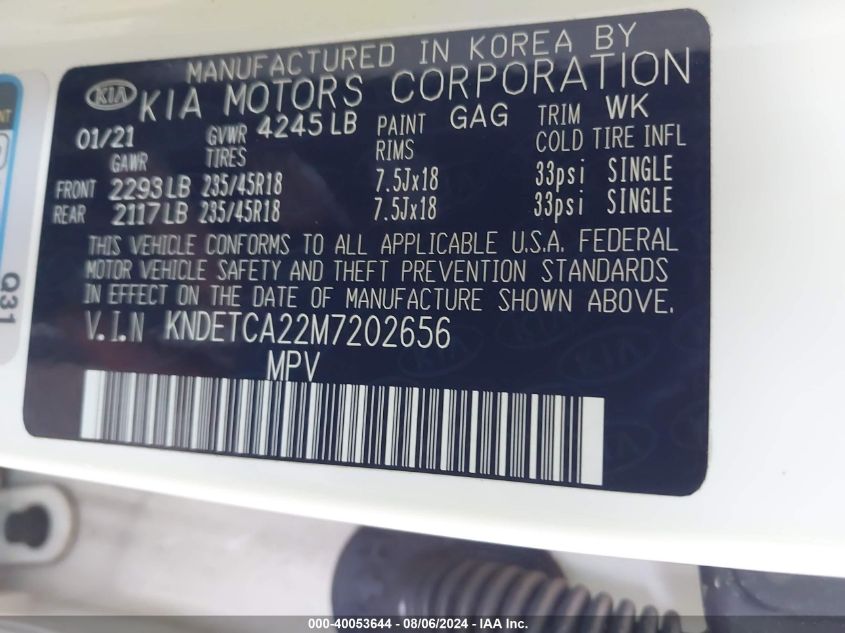 MANUFACTURED IN KOREA BY
KIA KIA MOTORS CORPORATION
01/21 GVWR 4245 LB PAINT GAG TRIM WK
GAWR TIRES RIMS COLD TIRE INFL
FRONT 2293 LB 235/45R18 7.5Jx18 33psi SINGLE
REAR 2117 LB 235/45R18 7.5Jx18 33psi SINGLE
THIS VEHICLE CONFORMS TO ALL APPLICABLE U.S.A. FEDERAL
MOTOR VEHICLE SAFETY AND THEFT PREVENTION STANDARDS
IN EFFECT ON THE DATE OF MANUFACTURE SHOWN ABOVE.
V.I.N KNDETCA22M7202656
MPV
Q31
000-40053644 - 08/06/2024 - IAA Inc.